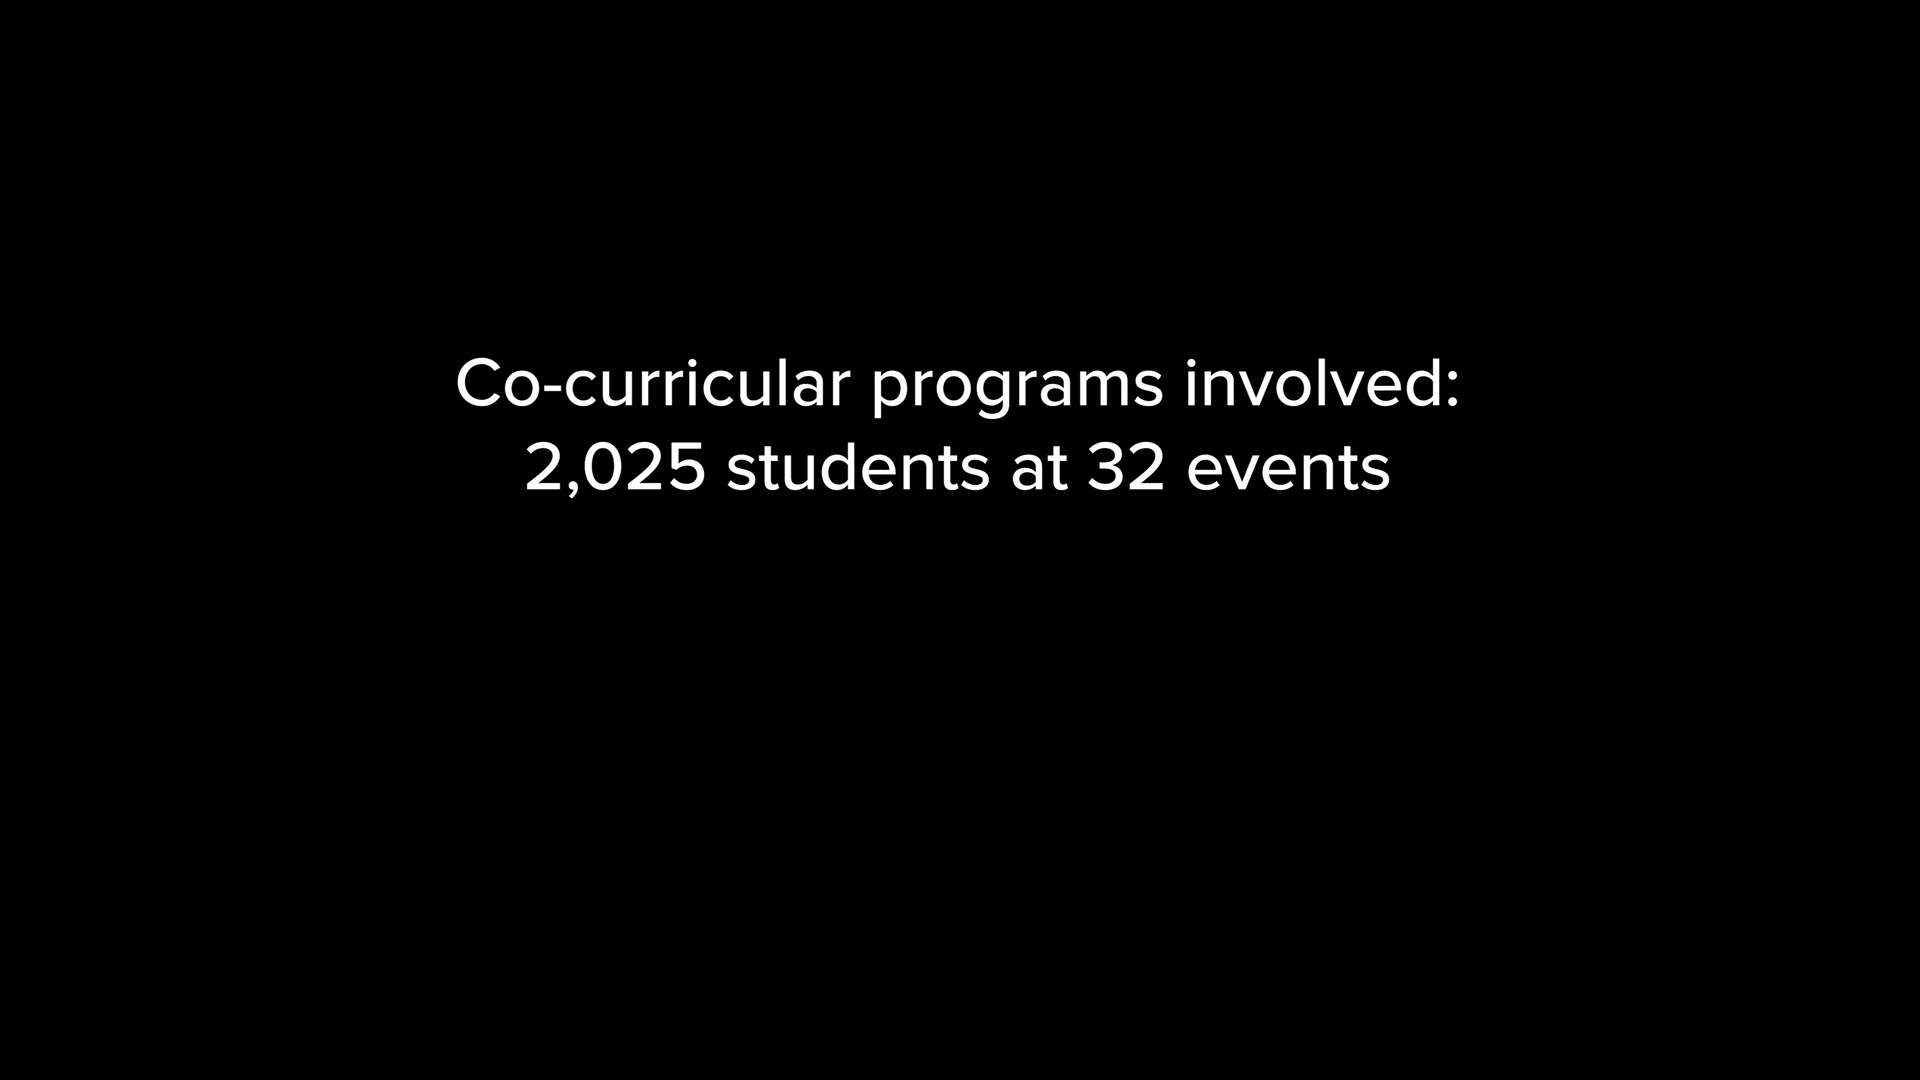 Co-curricular programs involved:
2,025 students at 32 events